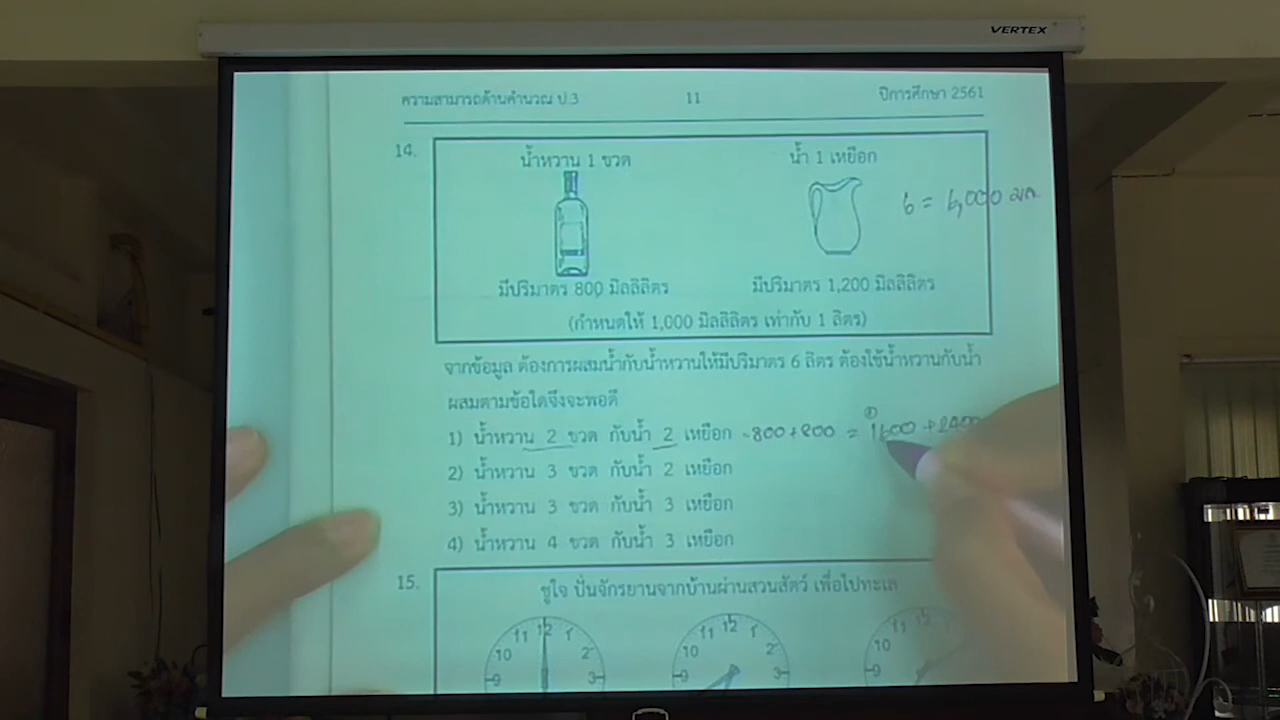 VERTEX
ความสามารถด้านคำนวณ ป.3 11 ปีการศึกษา 2561
14.
น้ำหวาน 1 ขวด น้ำ 1 เหยือก
6 = 6,000 มล.
มีปริมาตร 800 มิลลิลิตร มีปริมาตร 1,200 มิลลิลิตร
(กำหนดให้ 1,000 มิลลิลิตร เท่ากับ 1 ลิตร)
จากข้อมูล ต้องการผสมน้ำกับน้ำหวานให้มีปริมาตร 6 ลิตร ต้องใช้น้ำหวานกับน้ำ
ผสมตามข้อใดจึงจะพอดี
1) น้ำหวาน 2 ขวด กับน้ำ 2 เหยือก 800+800 = 1600 + 2400
2) น้ำหวาน 3 ขวด กับน้ำ 2 เหยือก
3) น้ำหวาน 3 ขวด กับน้ำ 3 เหยือก
4) น้ำหวาน 4 ขวด กับน้ำ 3 เหยือก
15.
ชูใจ ปั่นจักรยานจากบ้านผ่านสวนสัตว์ เพื่อไปทะเล
11 12 1 11 12 1 11 12 1
10 2 10 2 10
9 3 9 3 9